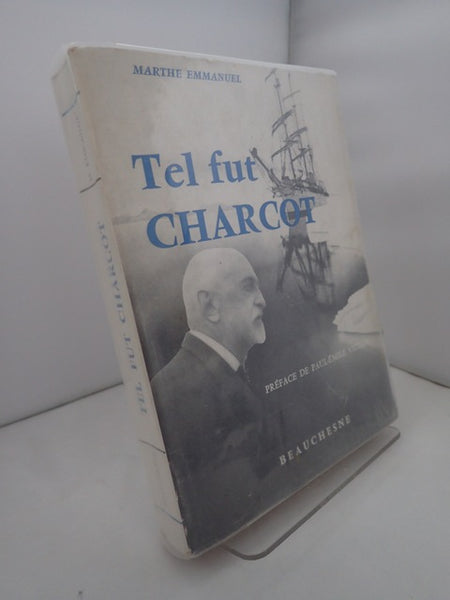 MARTHE EMMANUEL
Tel fut
CHARCOT
PRÉFACE DE PAUL-ÉMILE
BEAUCHESNE
TEL FUT CHARCOT